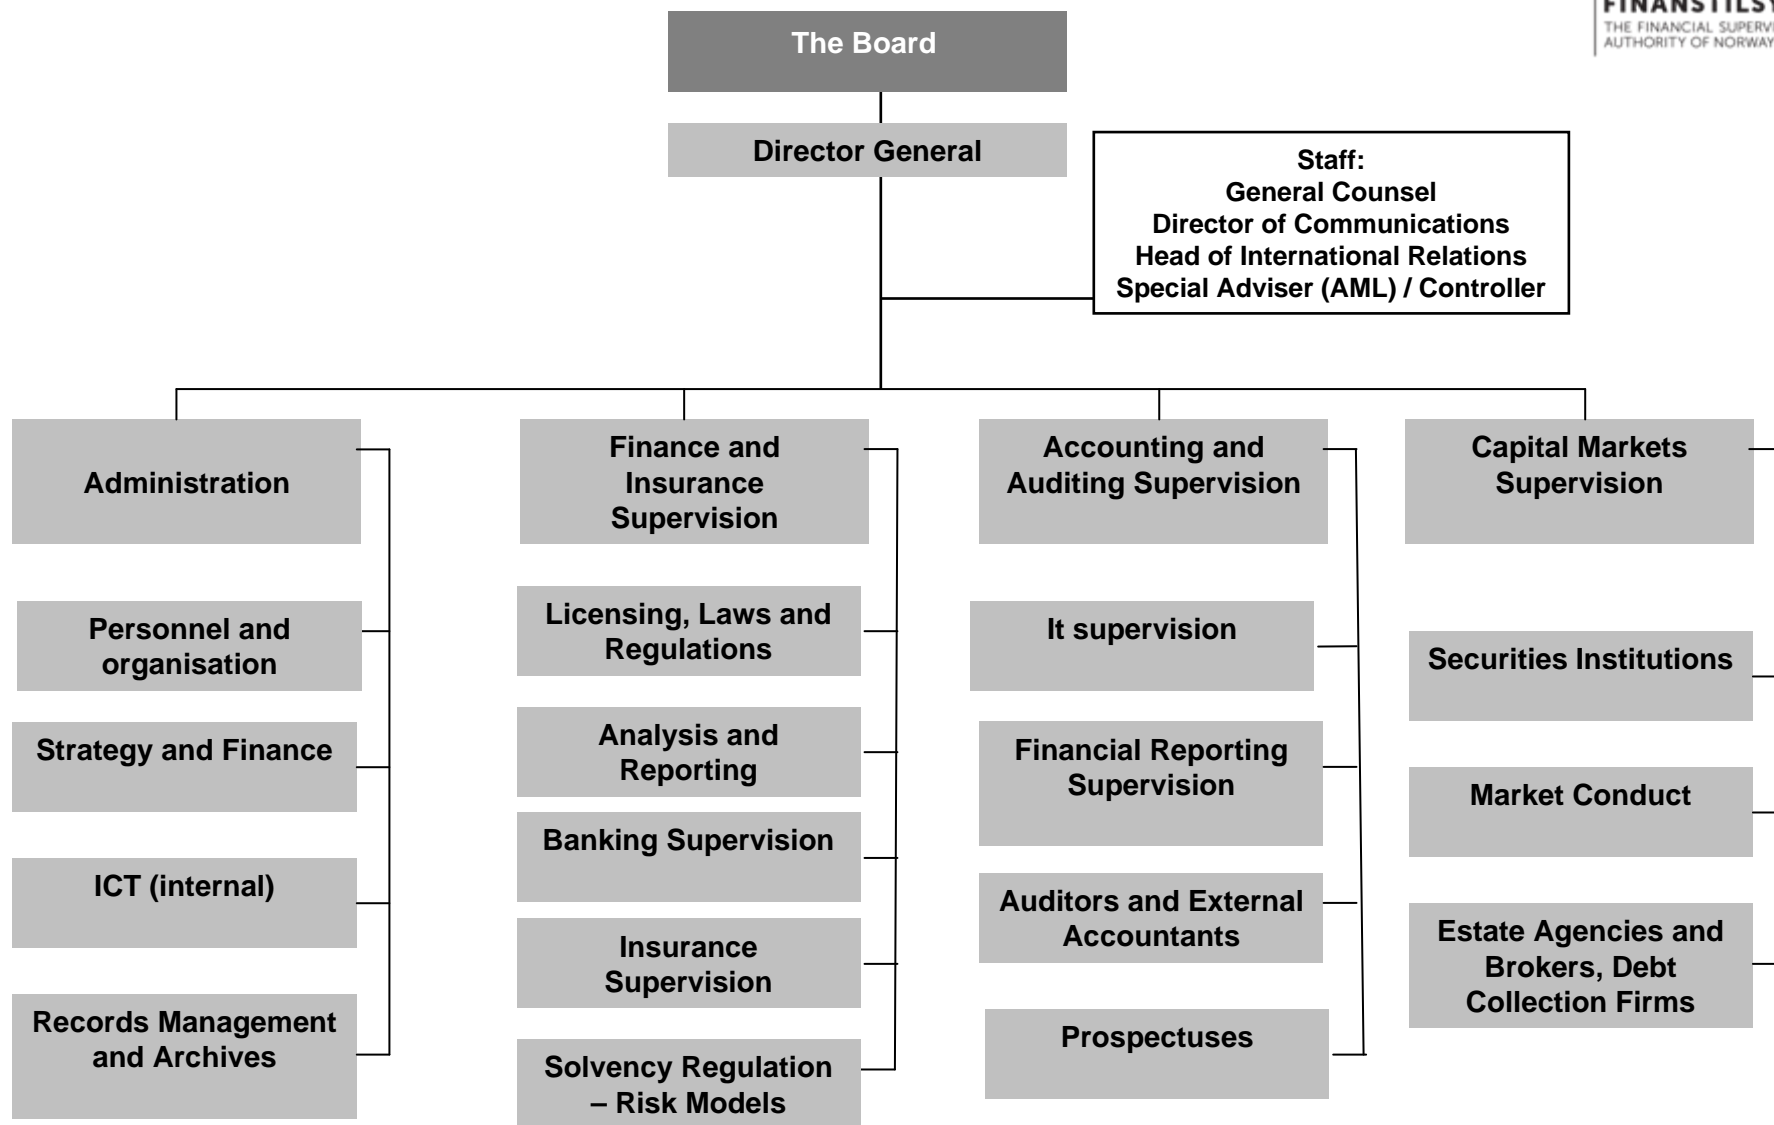 THE FINANCIAL
AUTHORITY OF NORWAY
The Board
Director General
Staff:
General Counsel
Director of Communications
Head of International Relations
Special Adviser (AML) / Controller
Administration
Personnel and
organisation
Strategy and Finance
ICT (internal)
Records Management
and Archives
Finance and
Insurance
Supervision
Licensing, Laws and
Regulations
Analysis and
Reporting
Banking Supervision
Insurance
Supervision
Solvency Regulation
– Risk Models
Accounting and
Auditing Supervision
It supervision
Financial Reporting
Supervision
Auditors and External
Accountants
Prospectuses
Capital Markets
Supervision
Securities Institutions
Market Conduct
Estate Agencies and
Brokers, Debt
Collection Firms